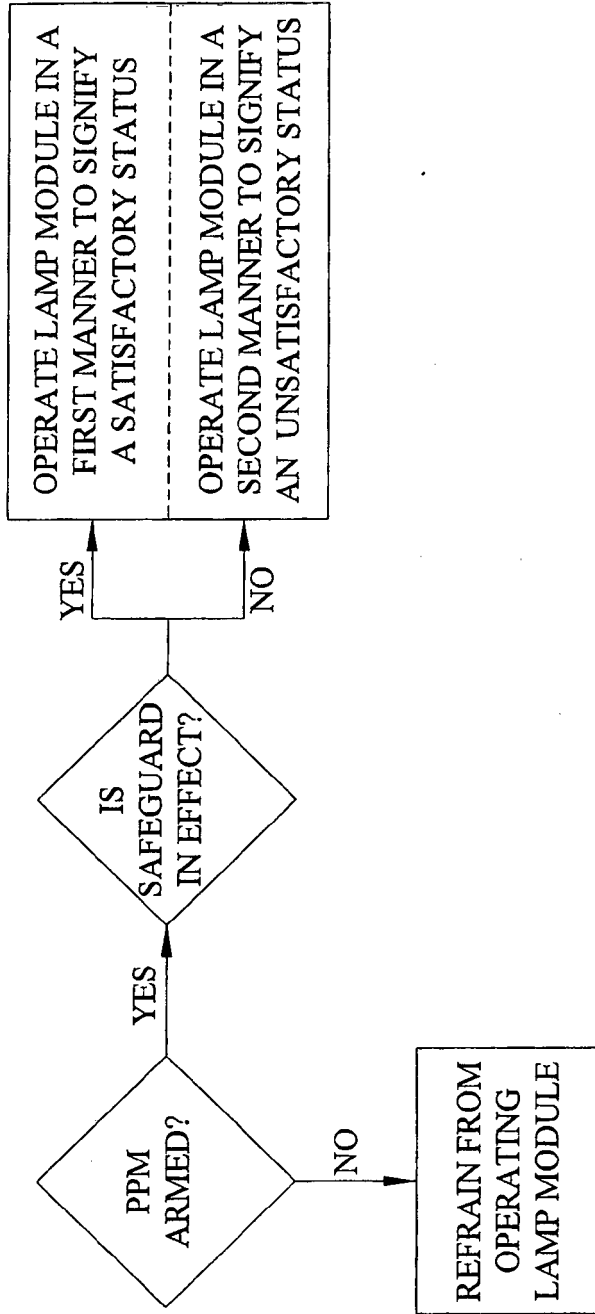 PPM
ARMED?
YES
NO
REFRAIN FROM
OPERATING
LAMP MODULE
IS
SAFEGUARD
IN EFFECT?
YES
NO
OPERATE LAMP MODULE IN A
FIRST MANNER TO SIGNIFY
A SATISFACTORY STATUS
OPERATE LAMP MODULE IN A
SECOND MANNER TO SIGNIFY
AN UNSATISFACTORY STATUS